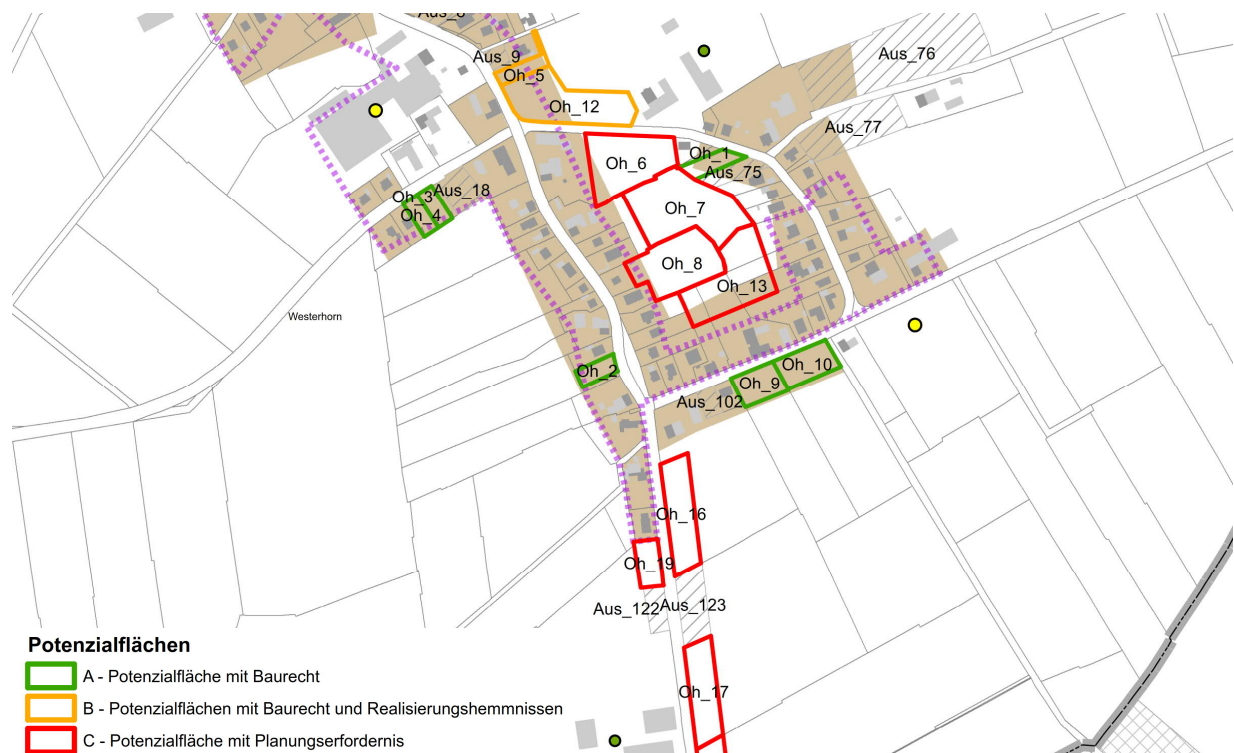 Aus_9
Oh_5
Aus_76
Oh_12
Aus_77
Oh_6
Oh_1
Aus_75
Oh_3
Aus_18
Oh_4
Oh_7
Oh_8
Oh_13
Westerhorn
Oh_2
Oh_10
Oh_9
Aus_102
Oh_16
Oh_19
Aus_122
Aus_123
Oh_17
Potenzialflächen
A - Potenzialfläche mit Baurecht
B - Potenzialflächen mit Baurecht und Realisierungshemmnissen
C - Potenzialfläche mit Planungserfordernis